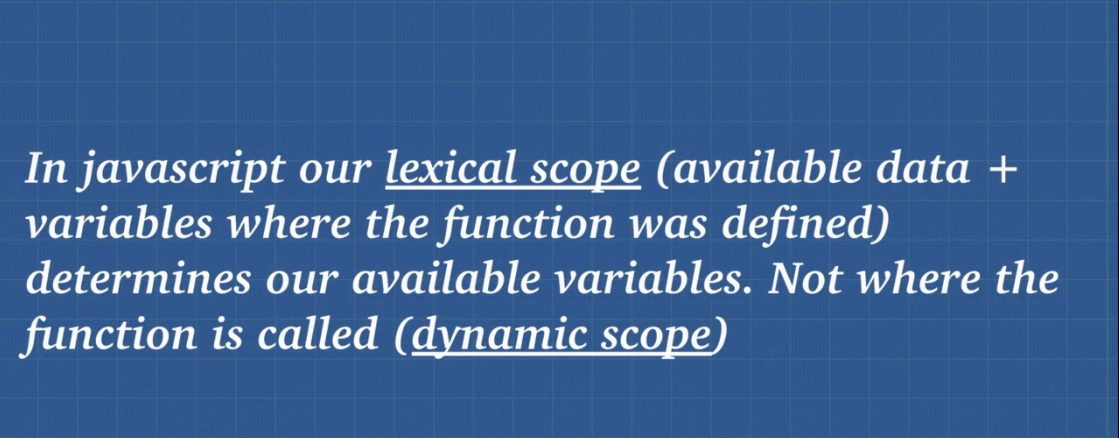 In javascript our lexical scope (available data +
variables where the function was defined)
determines our available variables. Not where the
function is called (dynamic scope)